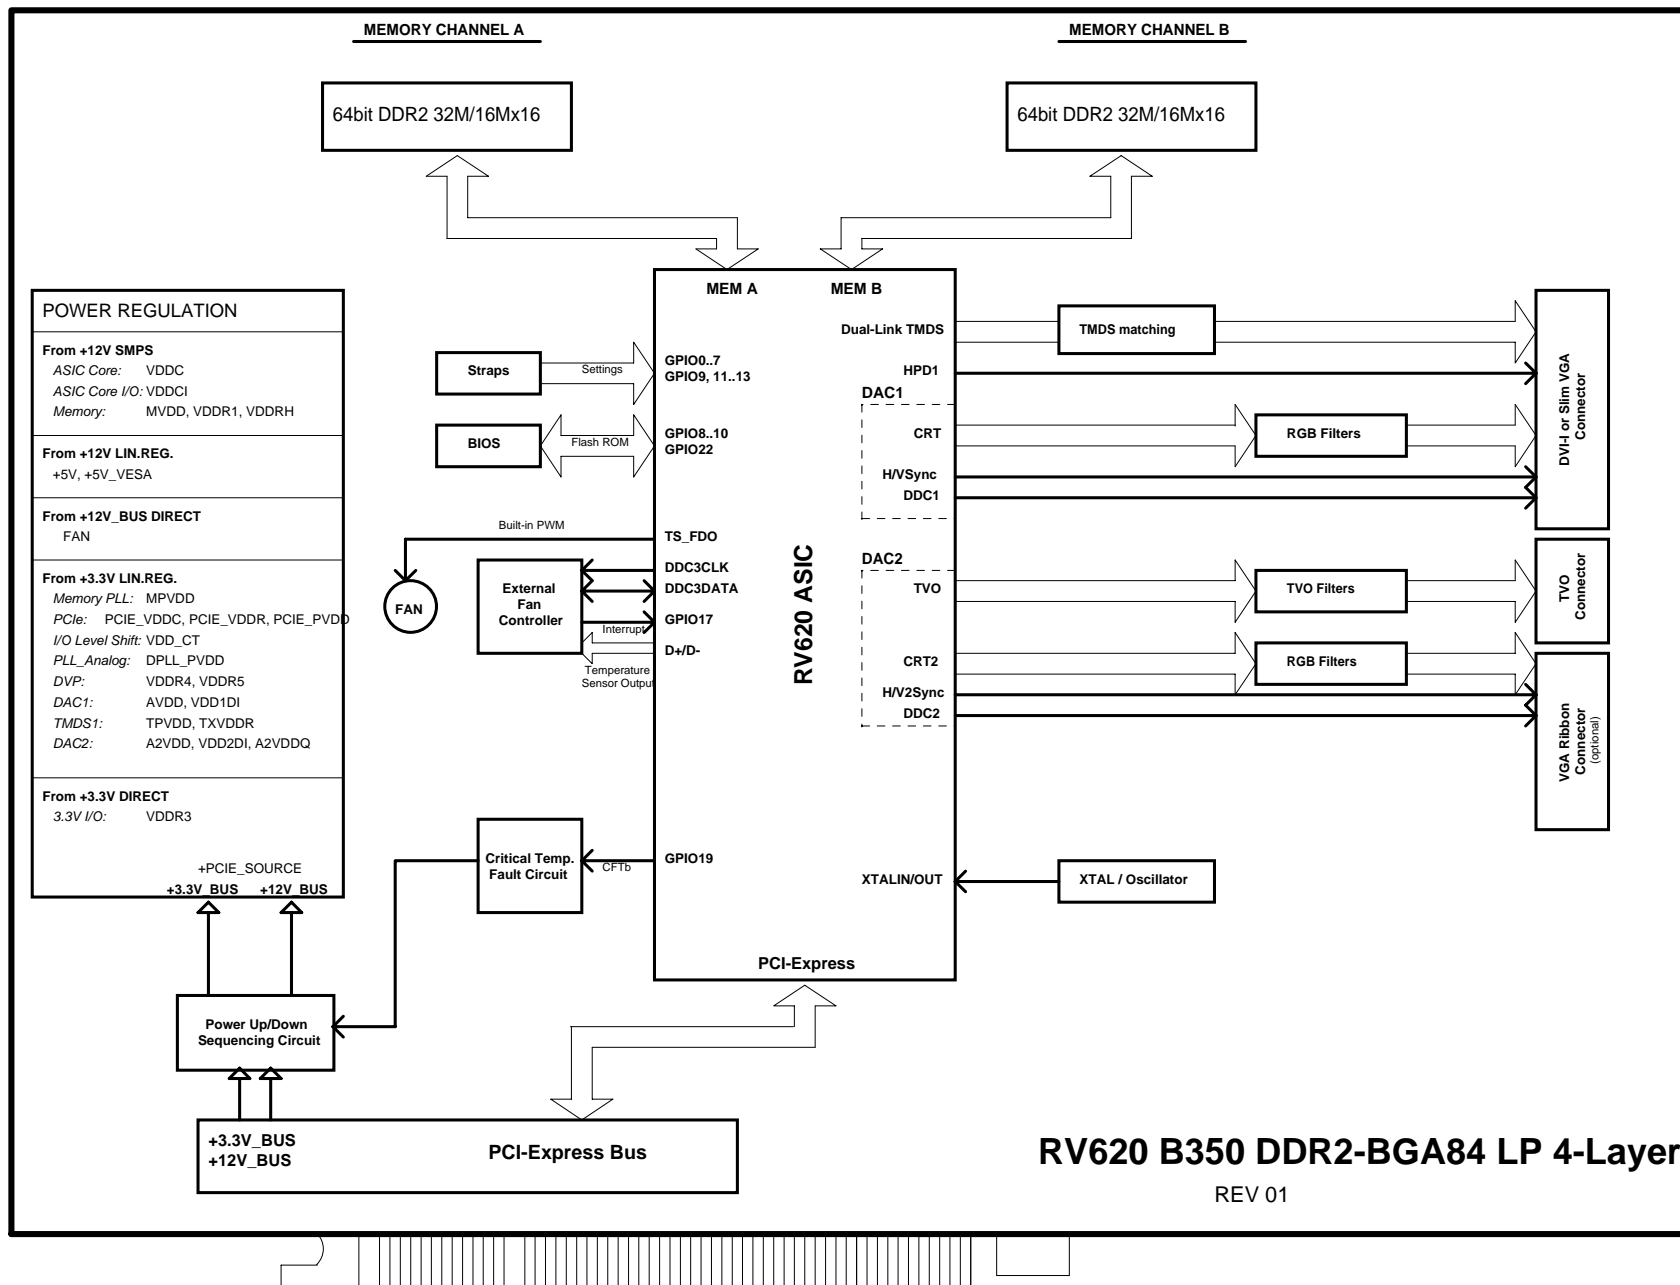 MEMORY CHANNEL A
MEMORY CHANNEL B
64bit DDR2 32M/16Mx16
64bit DDR2 32M/16Mx16
POWER REGULATION
From +12V SMPS
ASIC Core: VDDC
ASIC Core I/O: VDDCI
Memory: MVDD, VDDR1, VDDRH
From +12V LIN.REG.
+5V, +5V_VESA
From +12V_BUS DIRECT
FAN
From +3.3V LIN.REG.
Memory PLL: MPVDD
PCIe: PCIE_VDDC, PCIE_VDDR, PCIE_PVDD
I/O Level Shift: VDD_CT
PLL_Analog: DPLL_PVDD
DVP: VDDR4, VDDR5
DAC1: AVDD, VDD1DI
TMDS1: TPVDD, TXVDDR
DAC2: A2VDD, VDD2DI, A2VDDQ
From +3.3V DIRECT
3.3V I/O: VDDR3
+PCIE_SOURCE
+3.3V_BUS +12V_BUS
Power Up/Down
Sequencing Circuit
Straps
Settings
BIOS
Flash ROM
Built-in PWM
FAN
External
Fan
Controller
Interrupt
Temperature
Sensor Output
Critical Temp.
Fault Circuit
CFTb
MEM A
MEM B
GPIO0..7
GPIO9, 11..13
GPIO8..10
GPIO22
TS_FDO
DDC3CLK
DDC3DATA
GPIO17
D+/D-
GPIO19
RV620 ASIC
Dual-Link TMDS
HPD1
DAC1
CRT
H/VSync
DDC1
DAC2
TVO
CRT2
H/V2Sync
DDC2
XTALIN/OUT
PCI-Express
TMDS matching
RGB Filters
TVO Filters
RGB Filters
XTAL / Oscillator
DVI-I or Slim VGA
Connector
TVO
Connector
VGA Ribbon
Connector
(optional)
+3.3V_BUS
+12V_BUS
PCI-Express Bus
RV620 B350 DDR2-BGA84 LP 4-Layer
REV 01